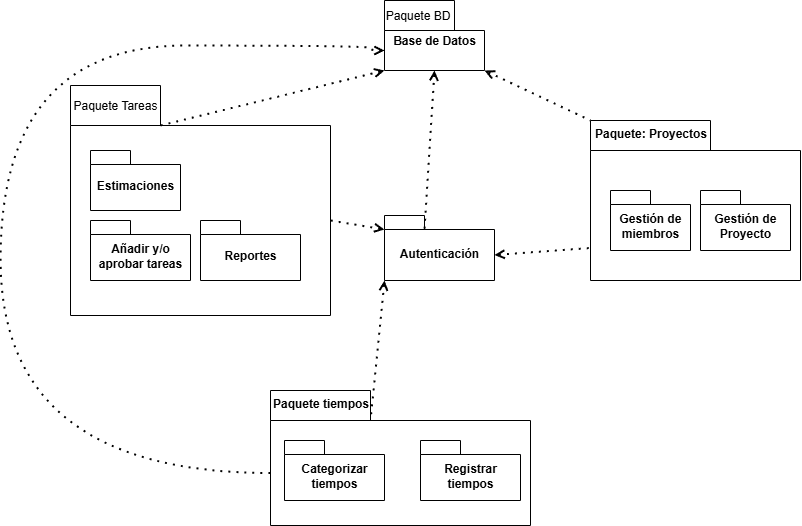 Paquete BD
Base de Datos
Paquete Tareas
Paquete: Proyectos
Estimaciones
Añadir y/o
aprobar tareas
Reportes
Autenticación
Gestión de
miembros
Gestión de
Proyecto
Paquete tiempos
Categorizar
tiempos
Registrar
tiempos